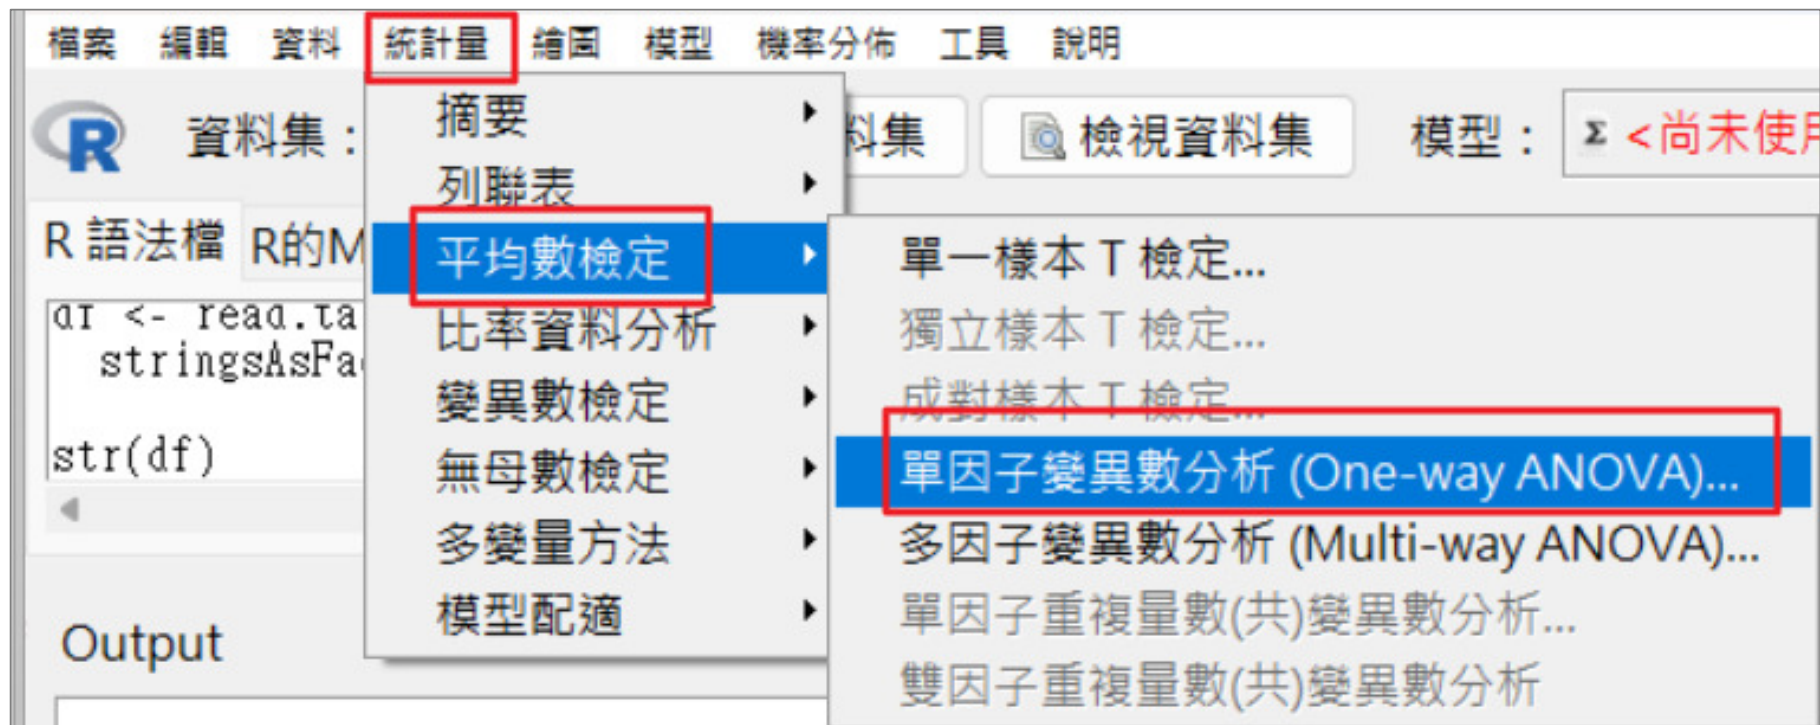 檔案 編輯 資料 統計量 繪圖 模型 機率分佈 工具 說明
R 資料集： 料集 檢視資料集 模型： Σ <尚未使用
摘要
列聯表
平均數檢定
比率資料分析
變異數檢定
無母數檢定
多變量方法
模型配適
單一樣本 T 檢定...
獨立樣本 T 檢定...
成對樣本 T 檢定...
單因子變異數分析 (One-way ANOVA)...
多因子變異數分析 (Multi-way ANOVA)...
單因子重複量數(共)變異數分析...
雙因子重複量數(共)變異數分析
R 語法檔 R的M
df <- read.ta
stringsAsFa
str(df)
Output